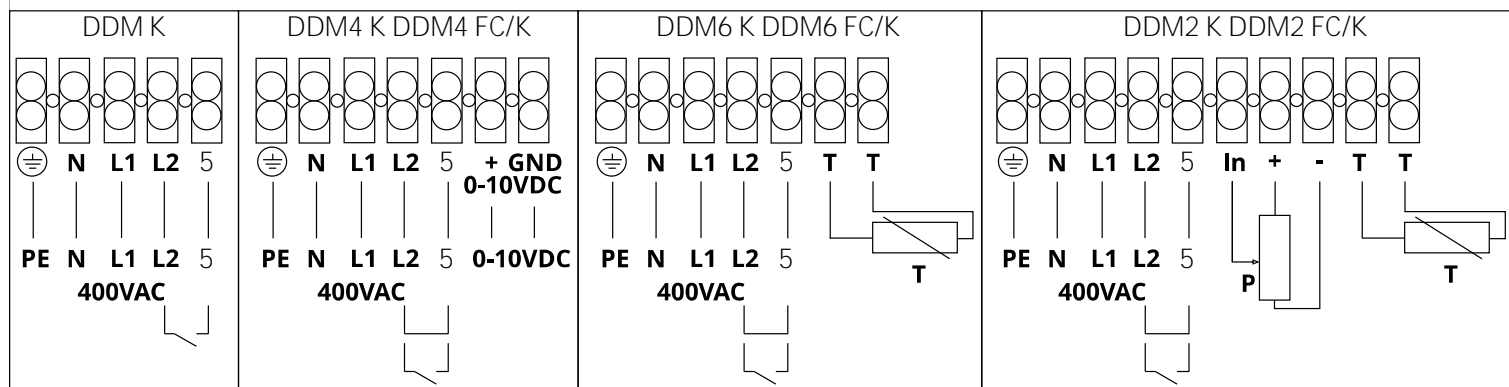 DDM K
N L1 L2 5
PE N L1 L2 5
400VAC
DDM4 K DDM4 FC/K
N L1 L2 5 + GND
0-10VDC
PE N L1 L2 5 0-10VDC
400VAC
DDM6 K DDM6 FC/K
N L1 L2 5 T T
PE N L1 L2 5
T
400VAC
DDM2 K DDM2 FC/K
N L1 L2 5 In + - T T
PE N L1 L2 5
P
T
400VAC